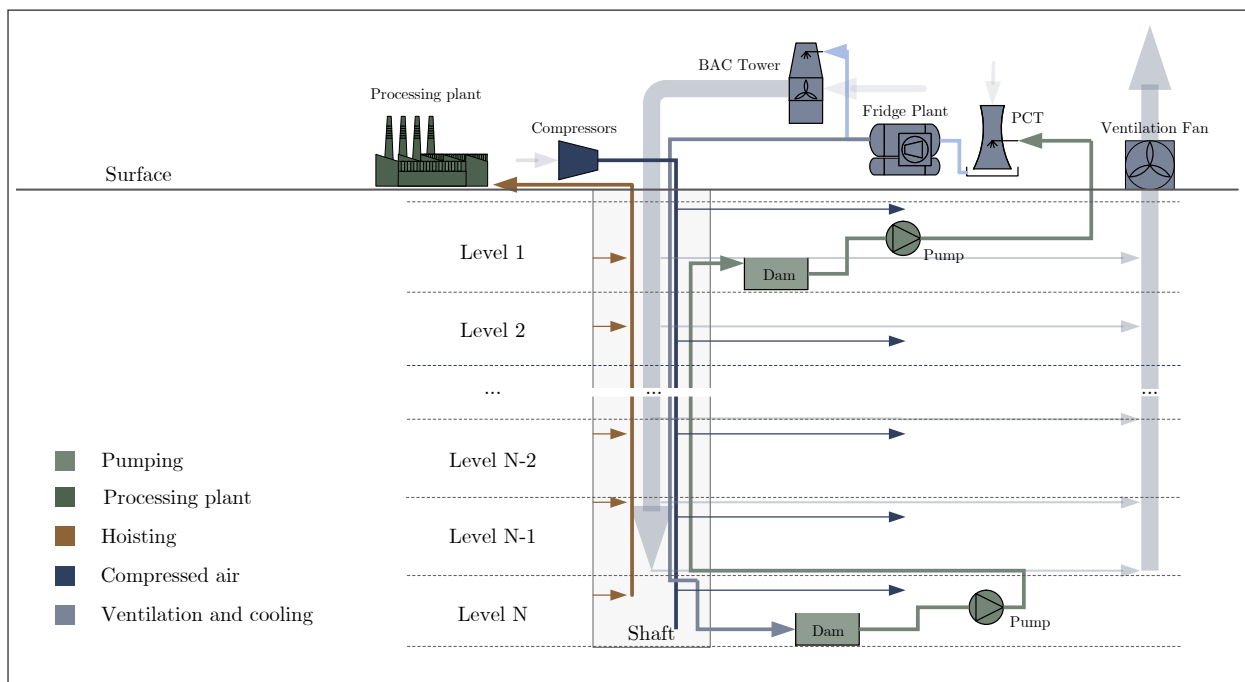 BAC Tower
Processing plant
Compressors
Fridge Plant
PCT
Ventilation Fan
Surface
Level 1
Pump
Dam
Level 2
...
...
...
Level N-2
Level N-1
Level N
Shaft
Dam
Pump
Pumping
Processing plant
Hoisting
Compressed air
Ventilation and cooling